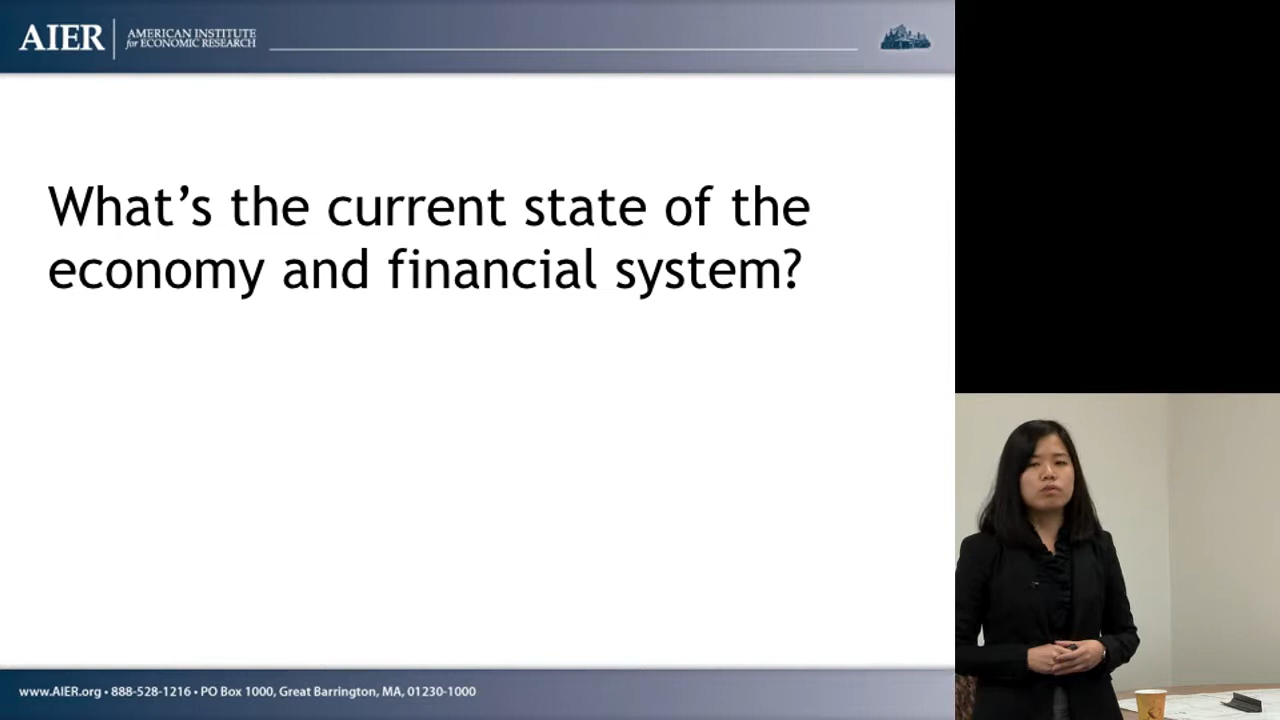 AIER
AMERICAN INSTITUTE
for ECONOMIC RESEARCH
What’s the current state of the
economy and financial system?
www.AIER.org • 888-528-1216 • PO Box 1000, Great Barrington, MA, 01230-1000